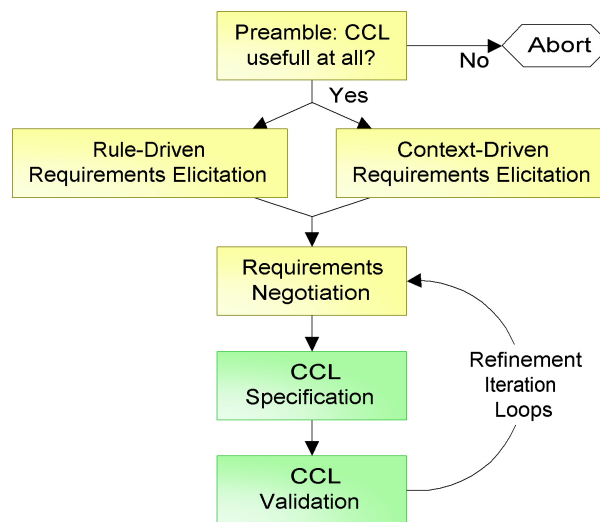 Preamble: CCL
usefull at all?
Abort
No
Yes
Rule-Driven
Requirements Elicitation
Context-Driven
Requirements Elicitation
Requirements
Negotiation
CCL
Specification
Refinement
Iteration
Loops
CCL
Validation